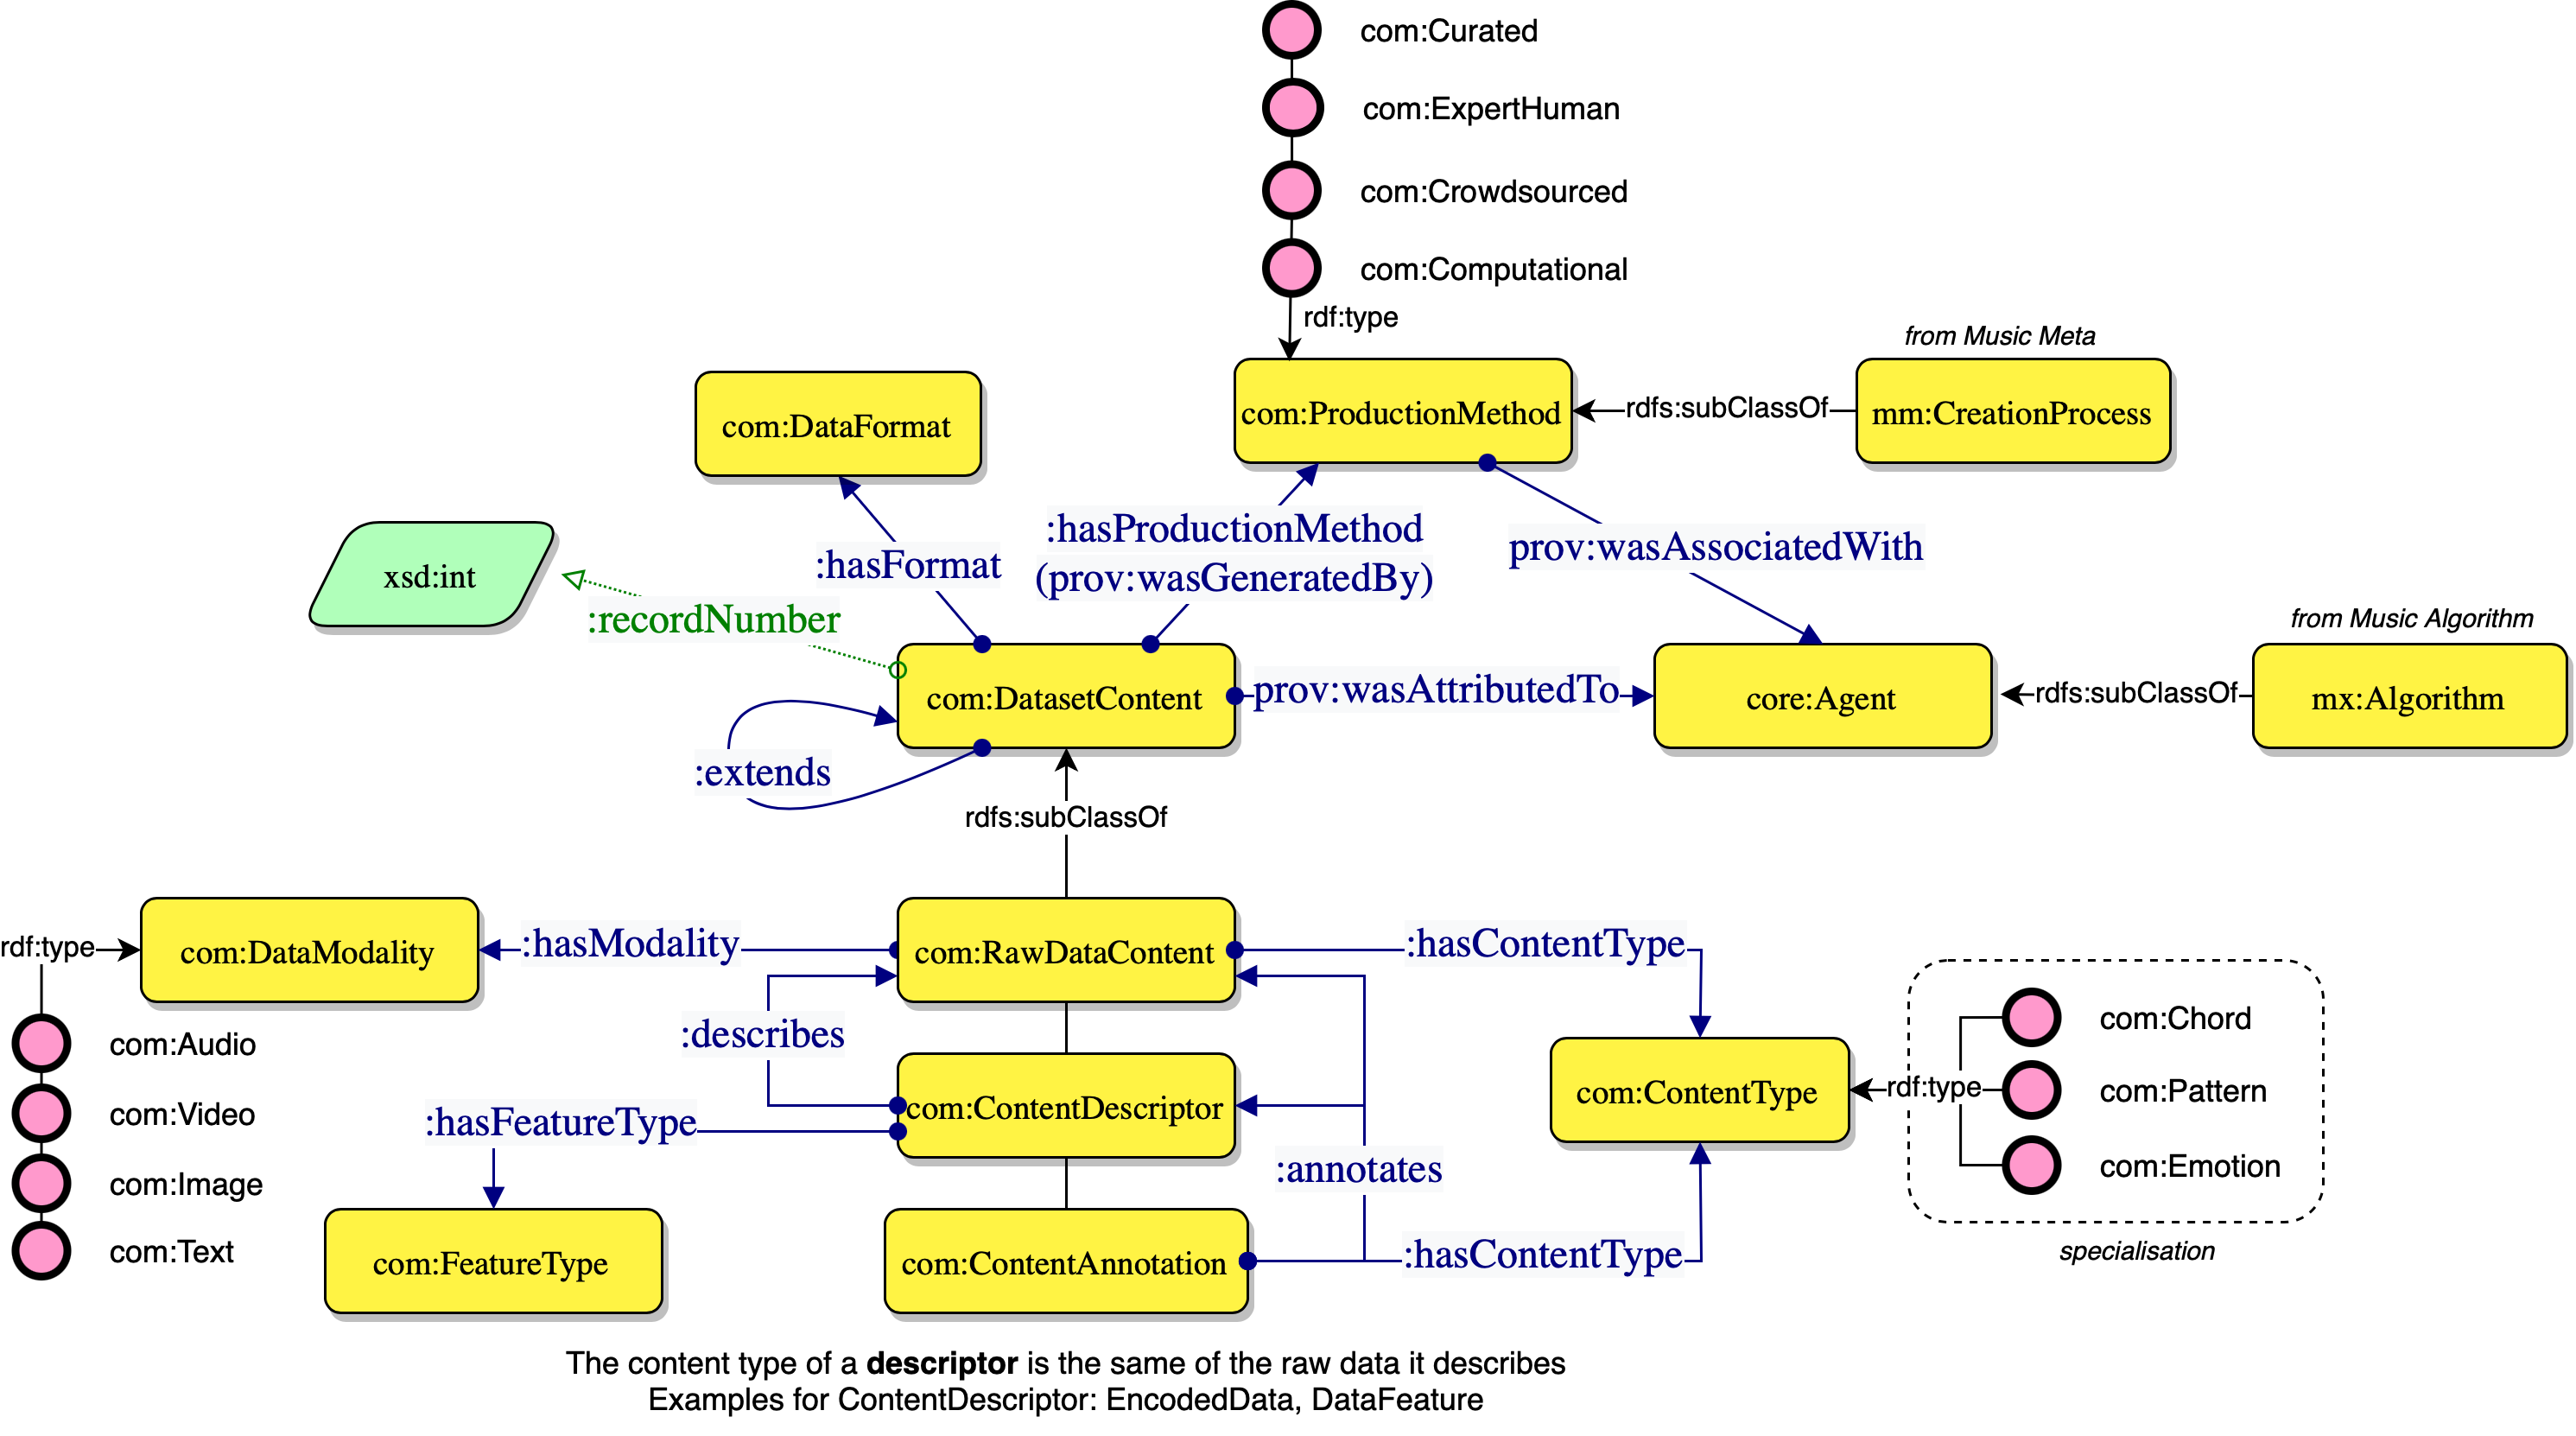 com:Curated
com:ExpertHuman
com:Crowdsourced
com:Computational
rdf:type
from Music Meta
com:DataFormat
com:ProductionMethod
rdfs:subClassOf
mm:CreationProcess
:hasProductionMethod
(prov:wasGeneratedBy)
prov:wasAssociatedWith
:hasFormat
xsd:int
:recordNumber
from Music Algorithm
com:DatasetContent
prov:wasAttributedTo
core:Agent
rdfs:subClassOf
mx:Algorithm
:extends
rdfs:subClassOf
rdf:type
com:DataModality
:hasModality
com:RawDataContent
:hasContentType
com:Audio
com:Video
com:Image
com:Text
:describes
com:ContentDescriptor
:hasFeatureType
com:ContentType
rdf:type
com:Chord
com:Pattern
com:Emotion
specialisation
:annotates
com:FeatureType
com:ContentAnnotation
:hasContentType
The content type of a descriptor is the same of the raw data it describes
Examples for ContentDescriptor: EncodedData, DataFeature